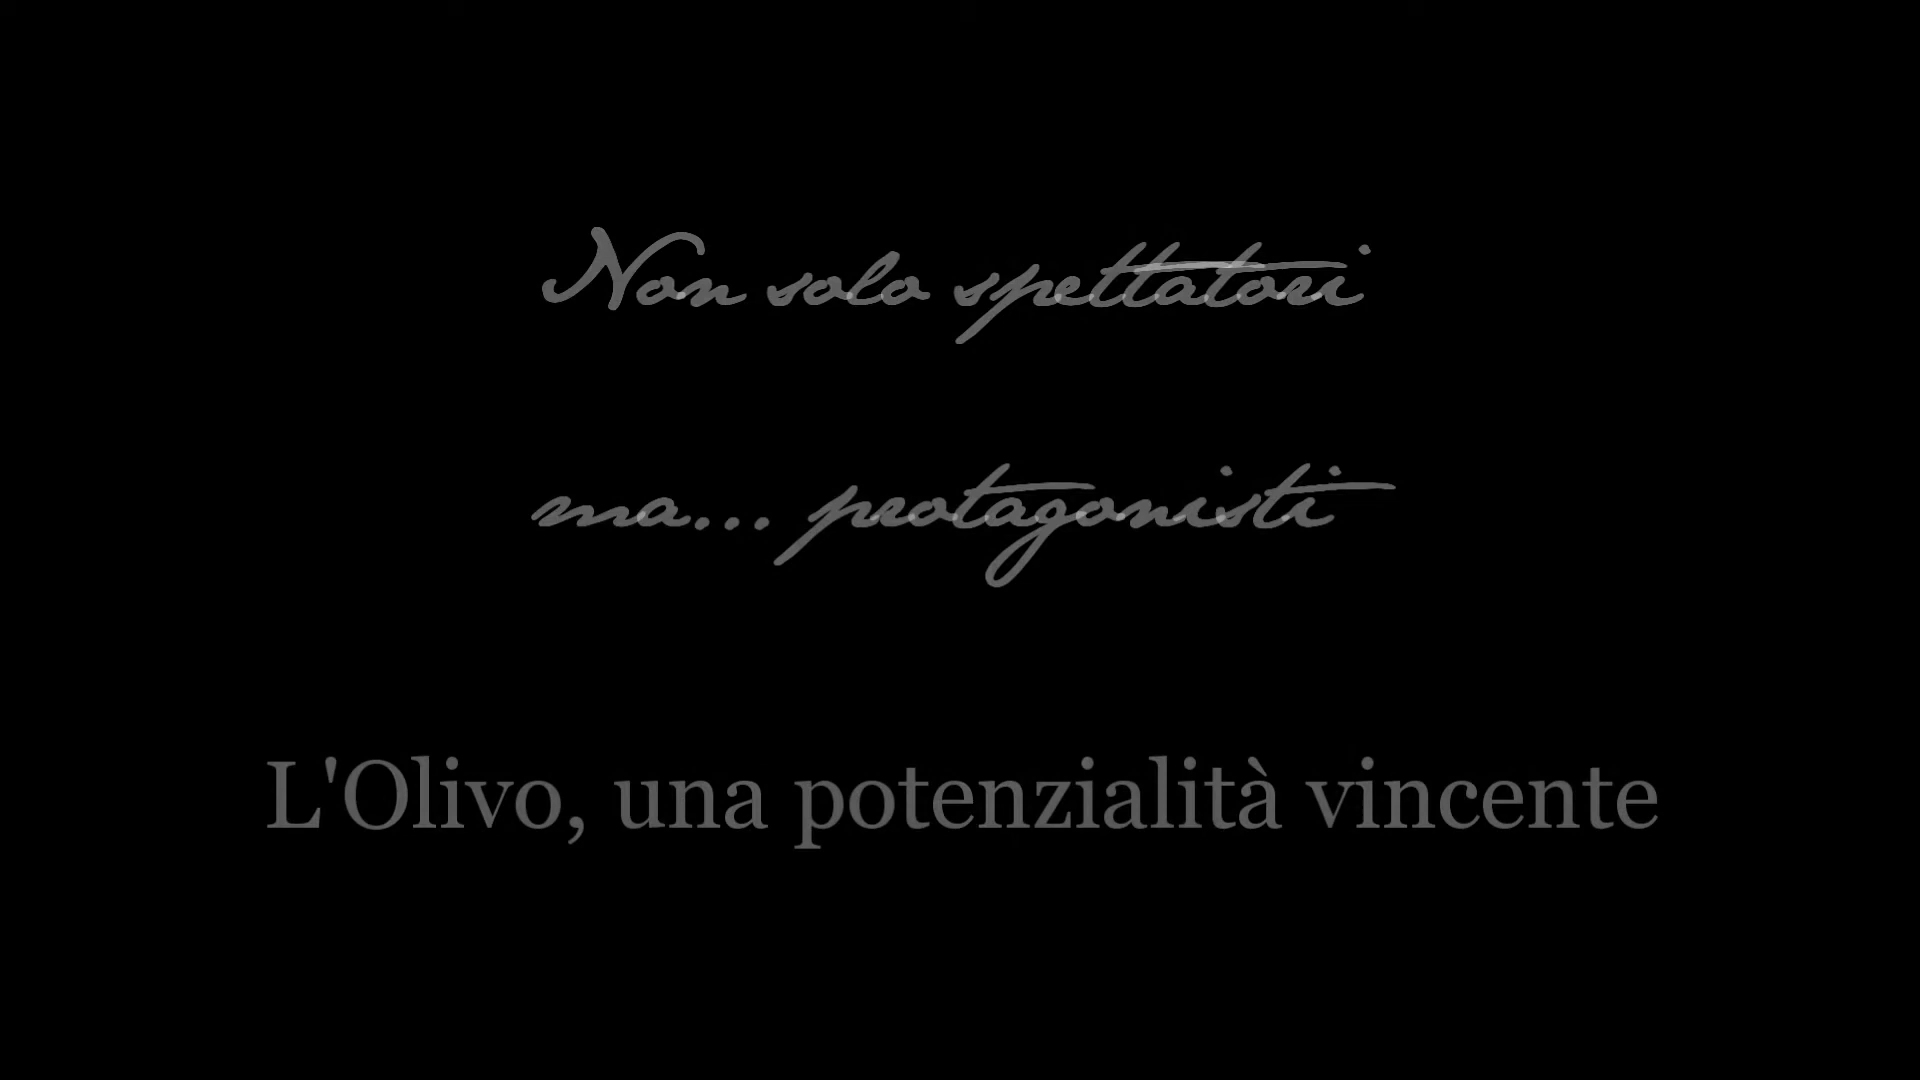 Non solo spettatori
ma... protagonisti
L'Olivo, una potenzialità vincente